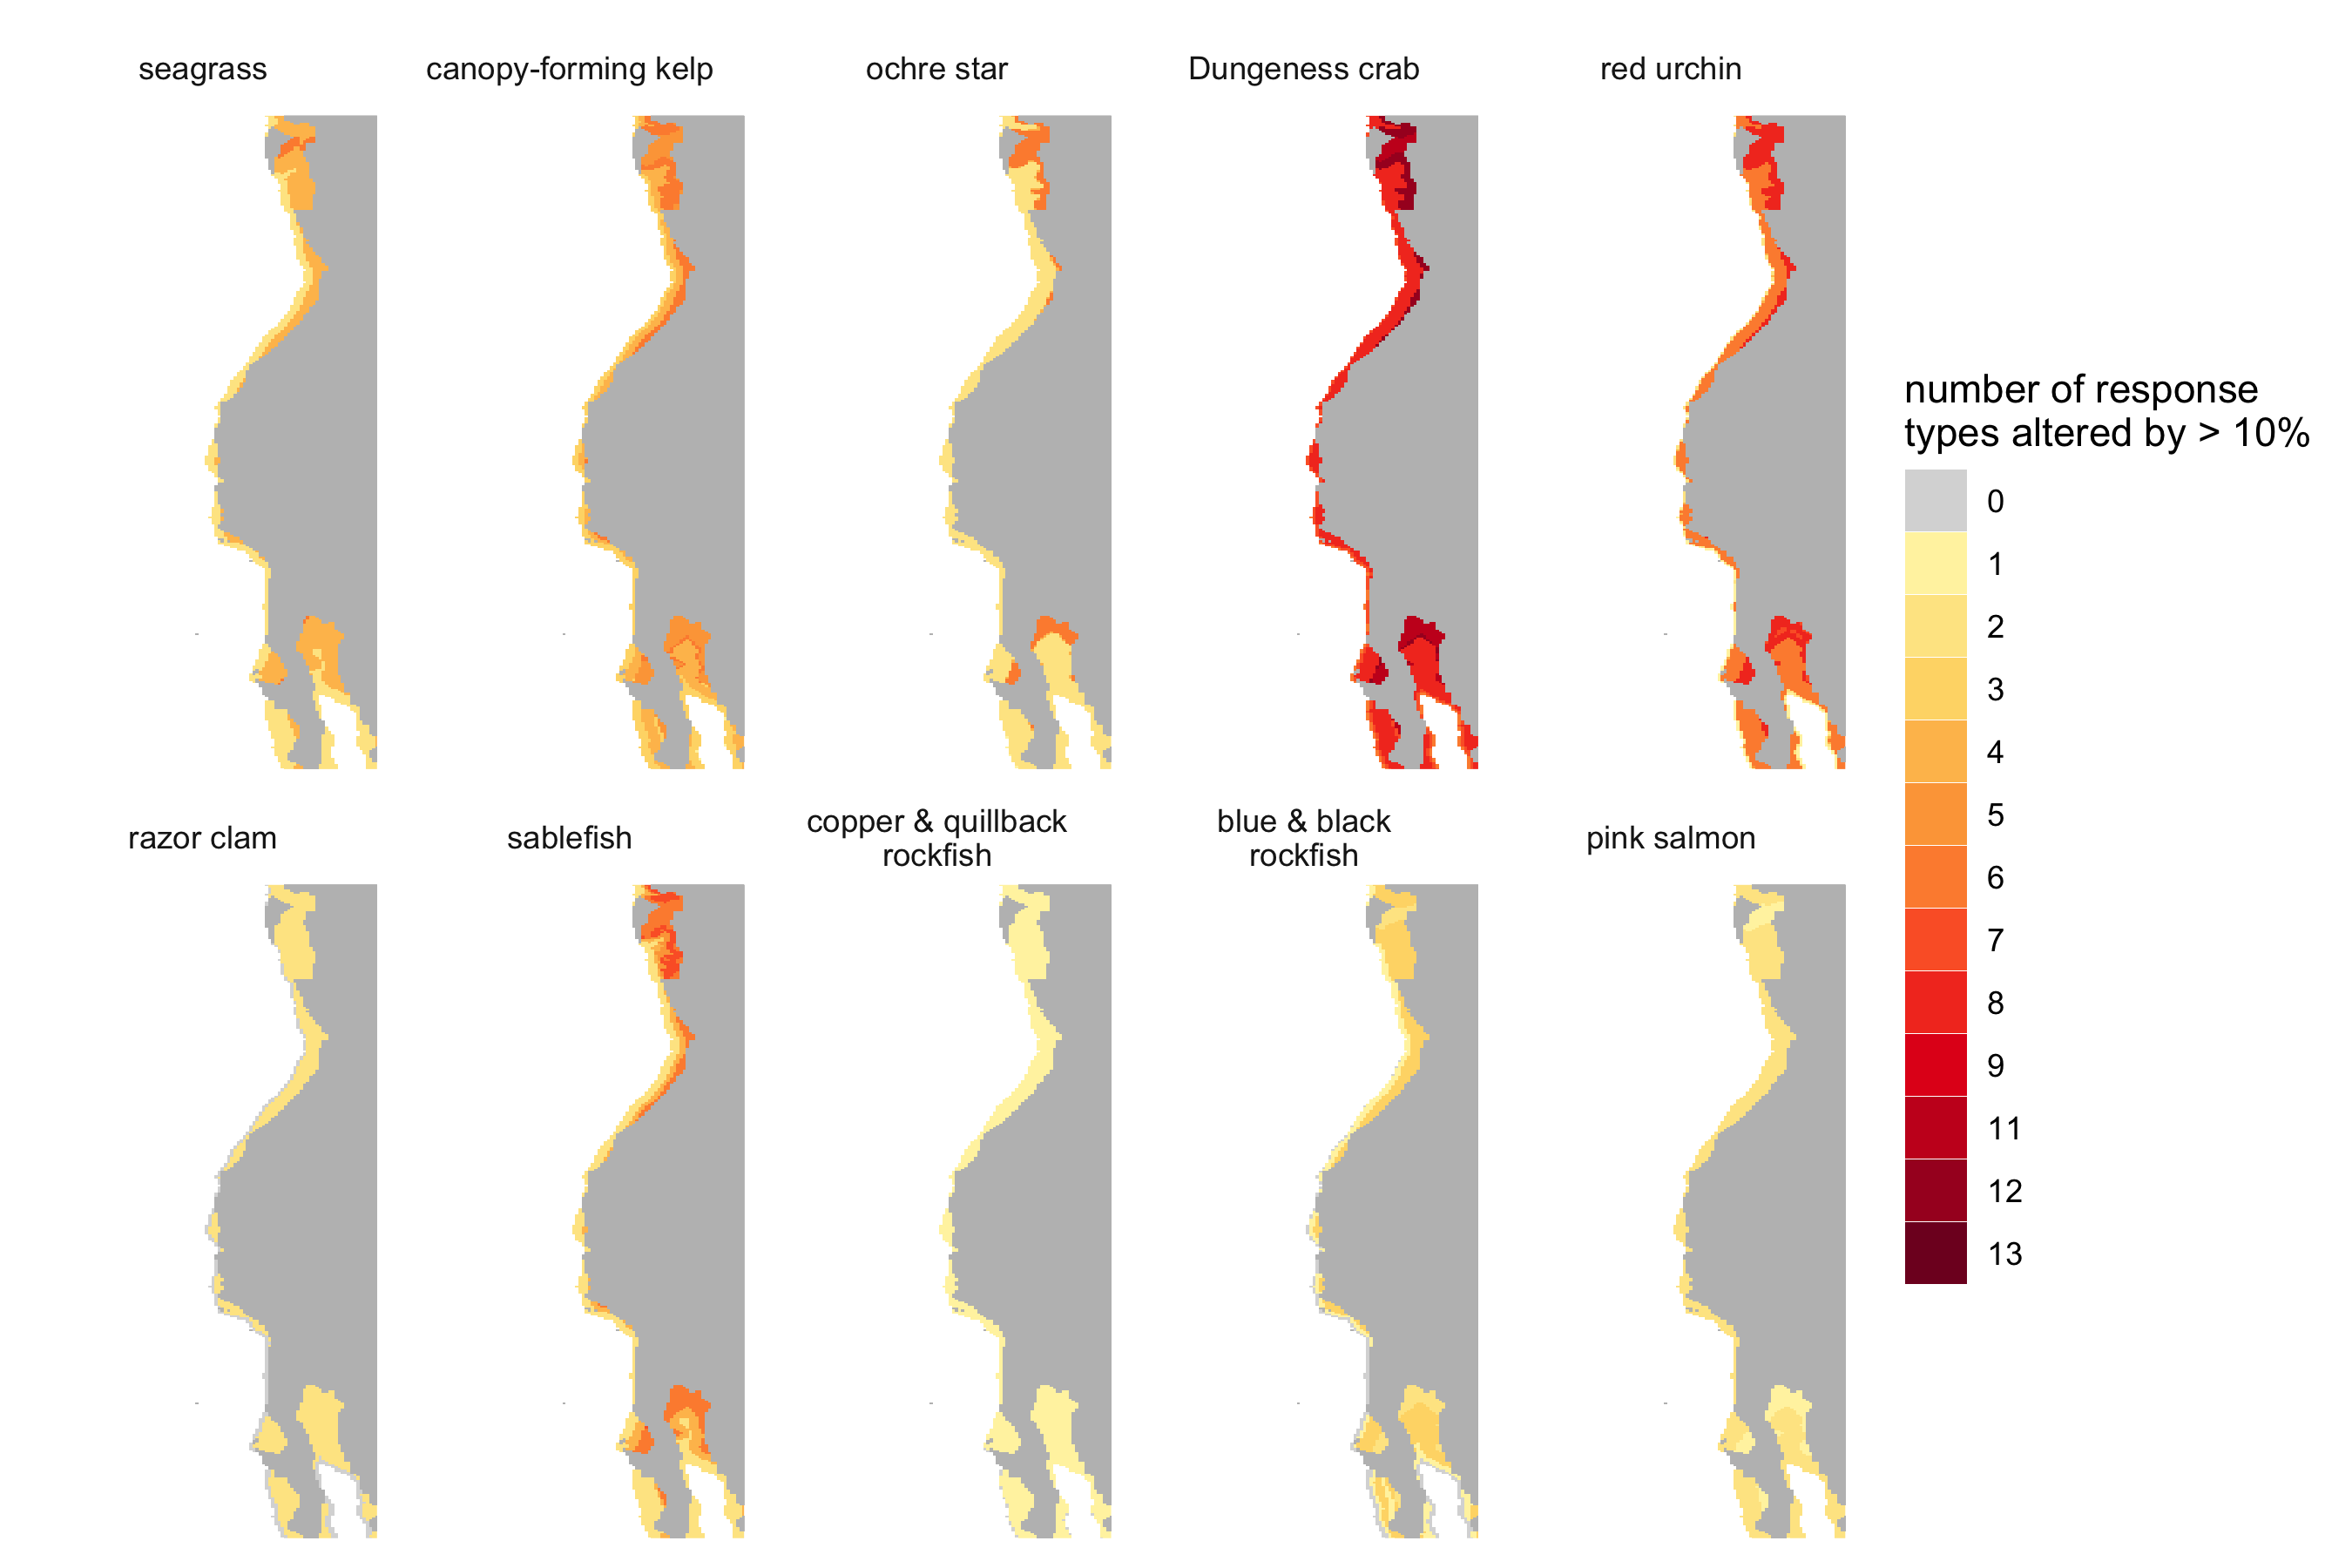 seagrass
canopy-forming kelp
ochre star
Dungeness crab
red urchin
number of response
types altered by > 10%
0
1
2
3
4
5
6
7
8
9
11
12
13
razor clam
sablefish
copper & quillback
rockfish
blue & black
rockfish
pink salmon